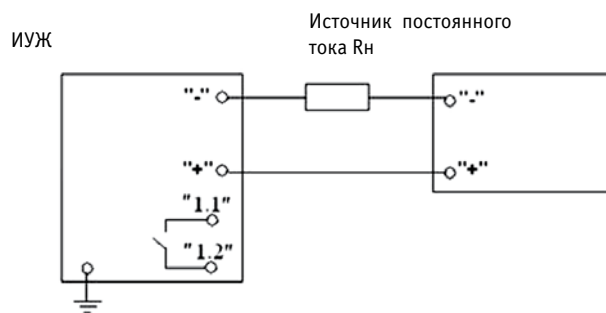 Источник постоянного
тока Rн
ИУЖ
"-"
"-"
"+"
"+"
"1.1"
"1.2"